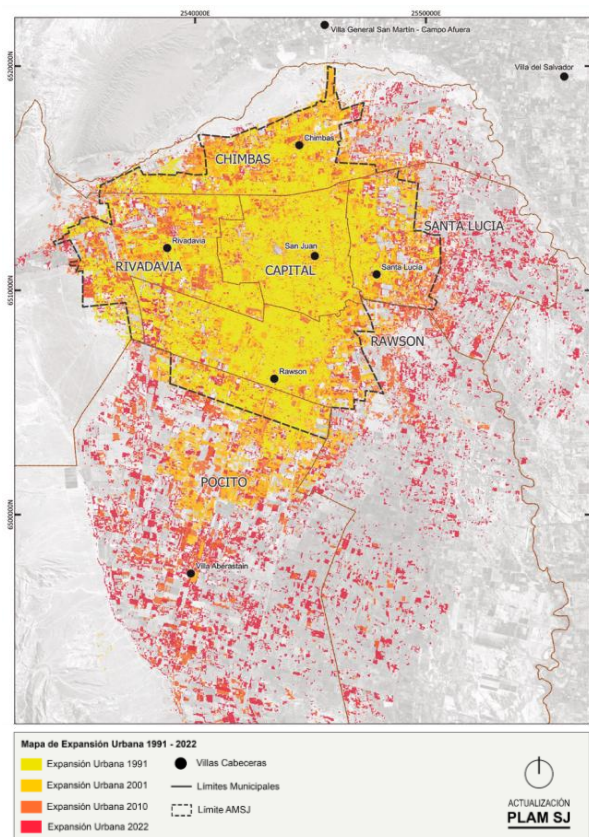 2540000E
2550000E
Villa General San Martín - Campo Afuera
6520000N
Villa del Salvador
Chimbas
CHIMBAS
SANTA LUCIA
Rivadavia
San Juan
RIVADAVIA
CAPITAL
Santa Lucía
6510000N
RAWSON
Rawson
POCITO
6500000N
Villa Aberastain
Mapa de Expansión Urbana 1991 - 2022
Expansión Urbana 1991
Villas Cabeceras
Expansión Urbana 2001
Límites Municipales
Expansión Urbana 2010
Límite AMSJ
Expansión Urbana 2022
ACTUALIZACIÓN
PLAM SJ